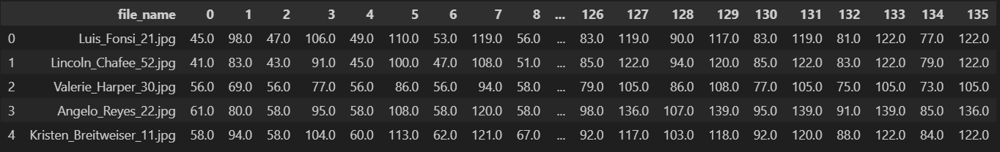 file_name 0 1 2 3 4 5 6 7 8 ... 126 127 128 129 130 131 132 133 134 135
0 Luis_Fonsi_21.jpg 45.0 98.0 47.0 106.0 49.0 110.0 53.0 119.0 56.0 ... 83.0 119.0 90.0 117.0 83.0 119.0 81.0 122.0 77.0 122.0
1 Lincoln_Chafee_52.jpg 41.0 83.0 43.0 91.0 45.0 100.0 47.0 108.0 51.0 ... 85.0 122.0 94.0 120.0 85.0 122.0 83.0 122.0 79.0 122.0
2 Valerie_Harper_30.jpg 56.0 69.0 56.0 77.0 56.0 86.0 56.0 94.0 58.0 ... 79.0 105.0 86.0 108.0 77.0 105.0 75.0 105.0 73.0 105.0
3 Angelo_Reyes_22.jpg 61.0 80.0 58.0 95.0 58.0 108.0 58.0 120.0 58.0 ... 98.0 136.0 107.0 139.0 95.0 139.0 91.0 139.0 85.0 136.0
4 Kristen_Breitweiser_11.jpg 58.0 94.0 58.0 104.0 60.0 113.0 62.0 121.0 67.0 ... 92.0 117.0 103.0 118.0 92.0 120.0 88.0 122.0 84.0 122.0